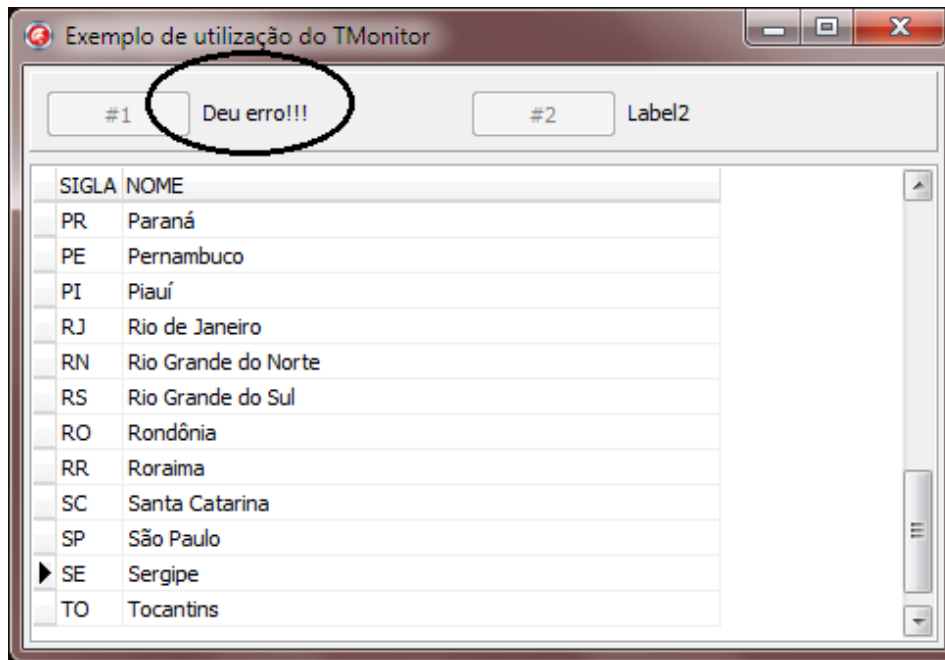 Exemplo de utilização do TMonitor
#1 Deu erro!!! #2 Label2
SIGLA NOME
PR Paraná
PE Pernambuco
PI Piauí
RJ Rio de Janeiro
RN Rio Grande do Norte
RS Rio Grande do Sul
RO Rondônia
RR Roraima
SC Santa Catarina
SP São Paulo
SE Sergipe
TO Tocantins